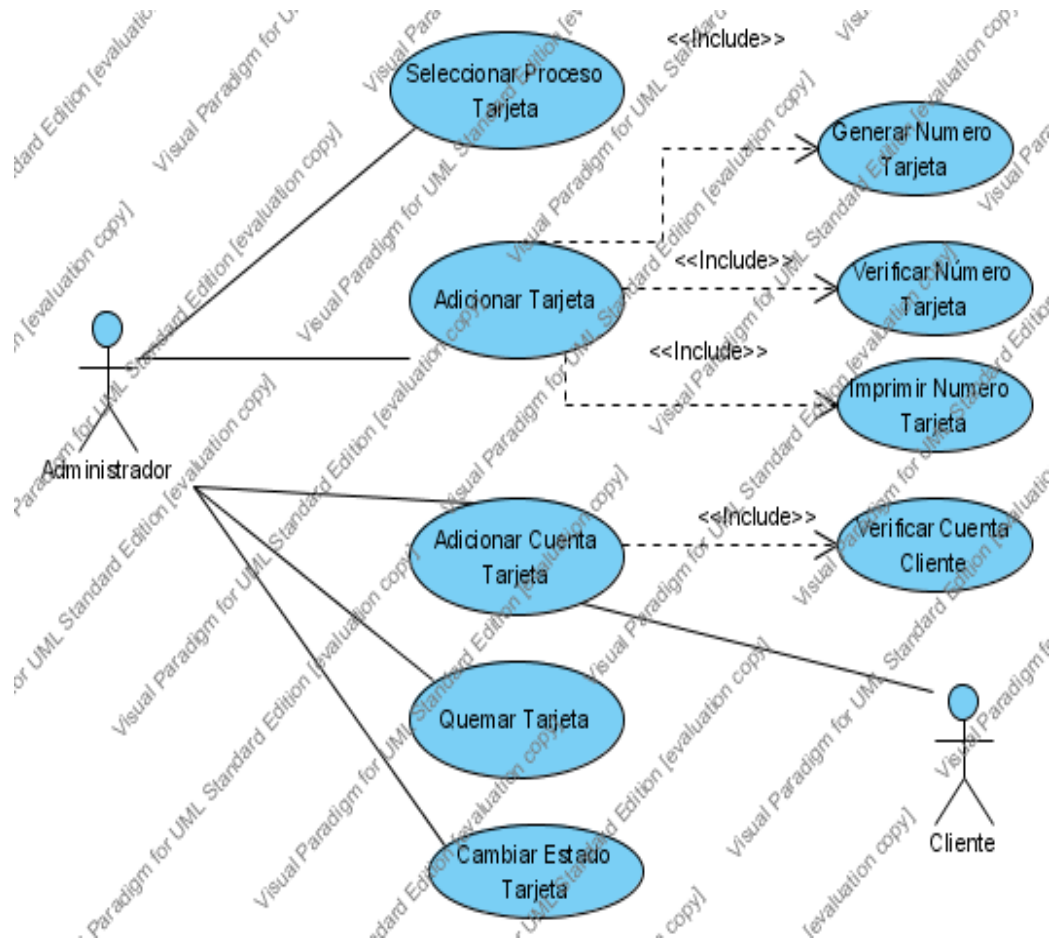 <<Include>>
Seleccionar Proceso
Tarjeta
Generar Numero
Tarjeta
<<Include>>
Adicionar Tarjeta
Verificar Número
Tarjeta
<<Include>>
Imprimir Numero
Tarjeta
Administrador
<<Include>>
Adicionar Cuenta
Tarjeta
Verificar Cuenta
Cliente
Quemar Tarjeta
Cliente
Cambiar Estado
Tarjeta
Visual Paradigm for UML Standard Edition [evaluation copy]